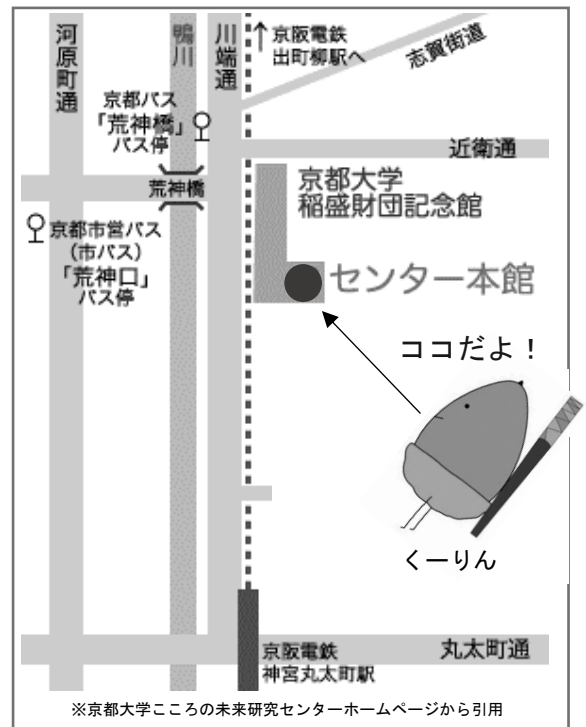 河原町通
鴨川
川端通
↑京阪電鉄
出町柳駅へ
志賀街道
京都バス
「荒神橋」
バス停
近衛通
荒神橋
京都大学
稲盛財団記念館
京都市営バス
(市バス)
「荒神口」
バス停
センター本館
ココだよ！
くーりん
京阪電鉄
神宮丸太町駅
丸太町通
※京都大学こころの未来研究センターホームページから引用